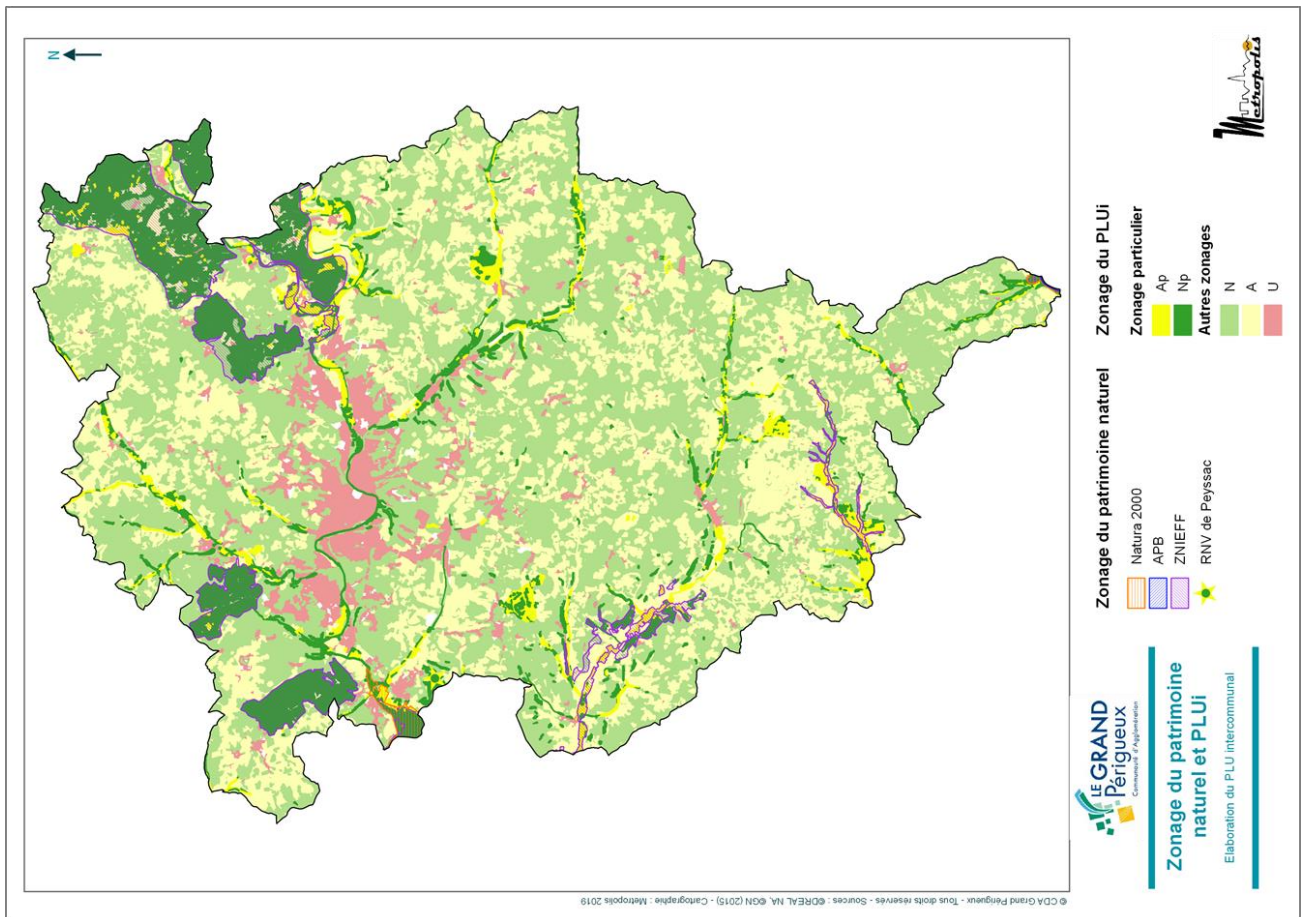 N
LE GRAND
Périgueux
Communauté d'Agglomération
Zonage du patrimoine
naturel et PLUi
Elaboration du PLU intercommunal
Zonage du patrimoine naturel
Natura 2000
APB
ZNIEFF
RNV de Peyssac
Zonage du PLUi
Zonage particulier
Ap
Np
Autres zonages
N
A
U
Metropolis
© CDA Grand Périgueux - Tous droits réservés - Sources : ©DREAL NA, ©IGN (2015) - Cartographie : Metropolis 2019